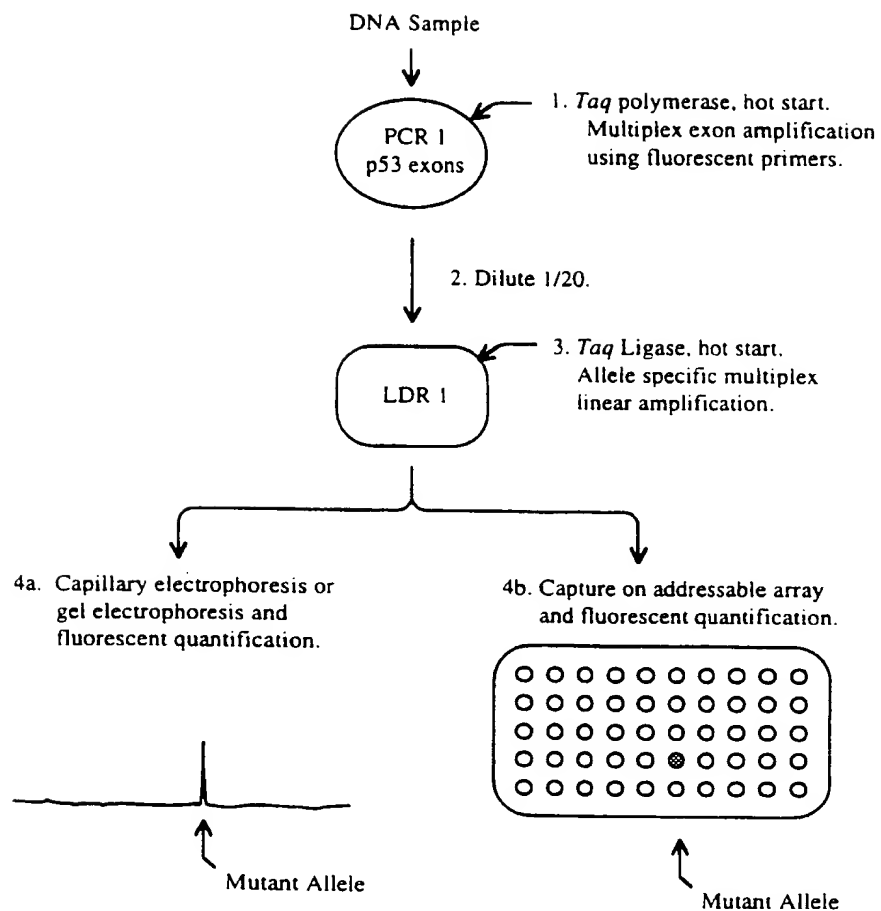 DNA Sample
1. Taq polymerase, hot start.
Multiplex exon amplification
using fluorescent primers.
PCR 1
p53 exons
2. Dilute 1/20.
3. Taq Ligase, hot start.
Allele specific multiplex
linear amplification.
LDR 1
4a. Capillary electrophoresis or
gel electrophoresis and
fluorescent quantification.
4b. Capture on addressable array
and fluorescent quantification.
Mutant Allele
Mutant Allele